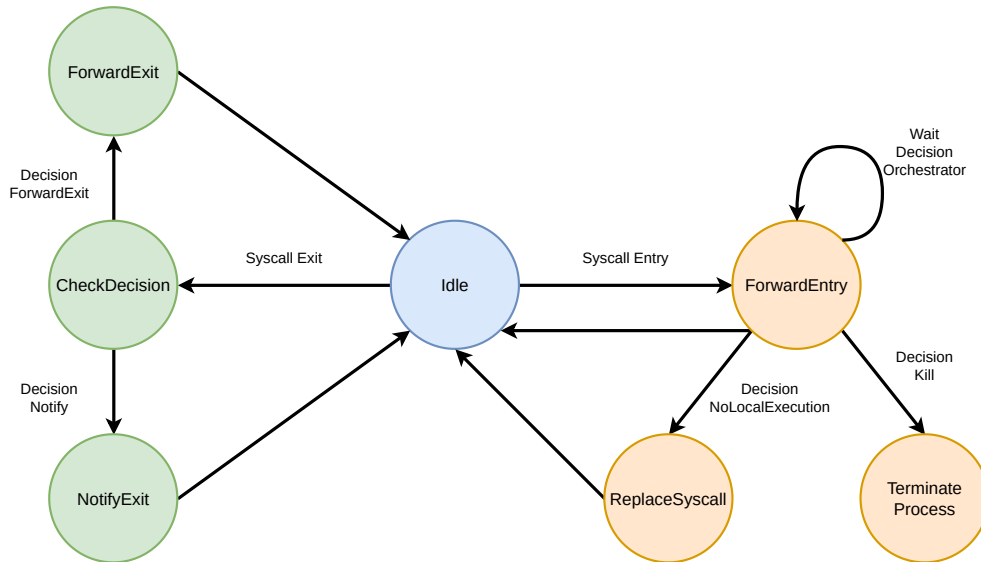 ForwardExit
Wait
Decision
Orchestrator
Decision
ForwardExit
Syscall Exit
Syscall Entry
CheckDecision
Idle
ForwardEntry
Decision
Notify
Decision
NoLocalExecution
Decision
Kill
NotifyExit
ReplaceSyscall
Terminate
Process